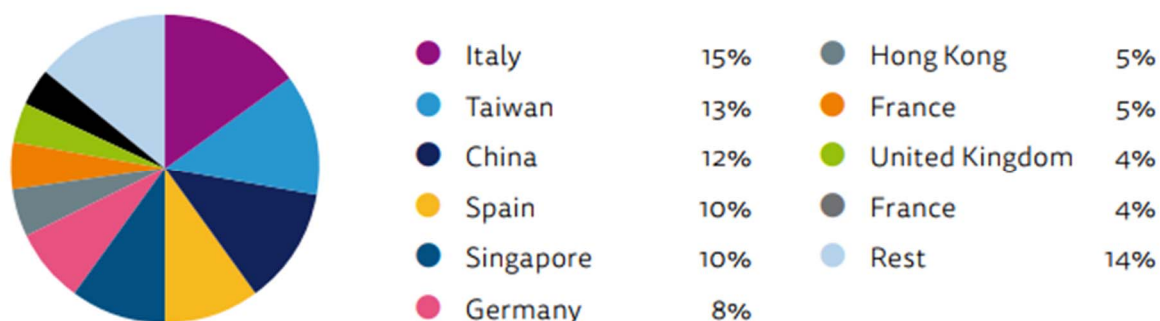 Italy 15%
Taiwan 13%
China 12%
Spain 10%
Singapore 10%
Germany 8%
Hong Kong 5%
France 5%
United Kingdom 4%
France 4%
Rest 14%